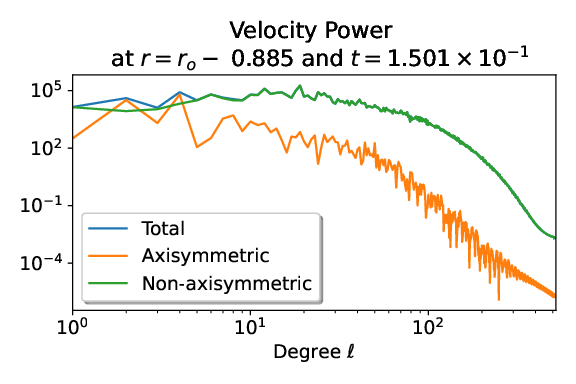 Velocity Power
at r = r_o − 0.885 and t = 1.501 × 10^−1
10^5
10^2
10^−1
10^−4
Total
Axisymmetric
Non-axisymmetric
10^0 10^1 10^2
Degree ℓ